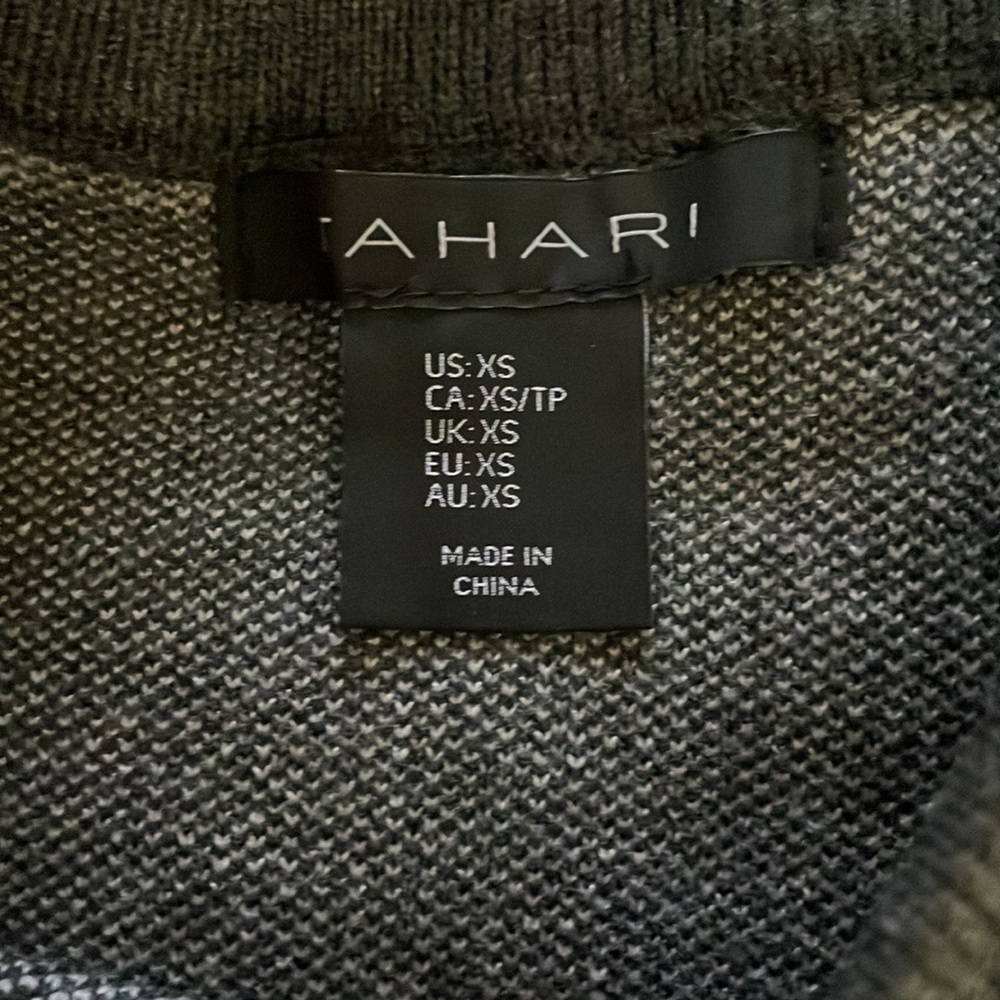 TAHARI
US: XS
CA: XS/TP
UK: XS
EU: XS
AU: XS
MADE IN
CHINA